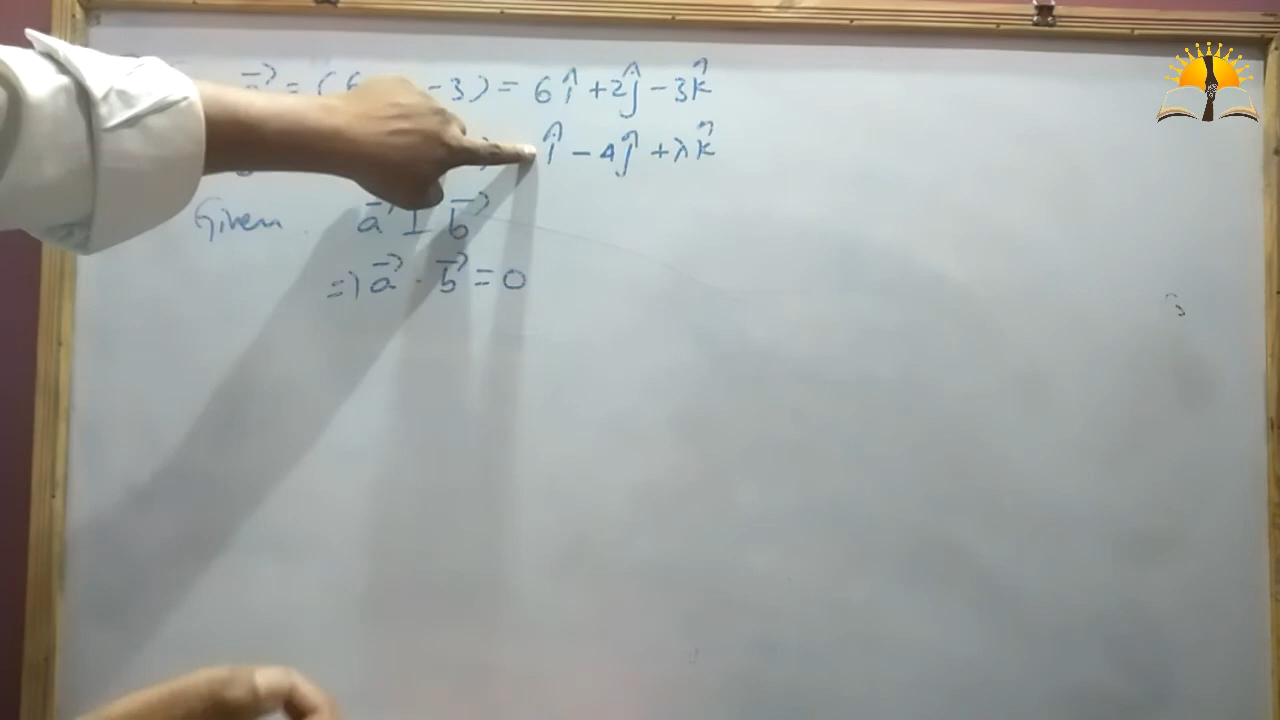 a⃗ = (6 -3) = 6î + 2ĵ - 3k̂
î - 4ĵ + λk̂
Given a⃗ ⊥ b⃗
=) a⃗ · b⃗ = 0